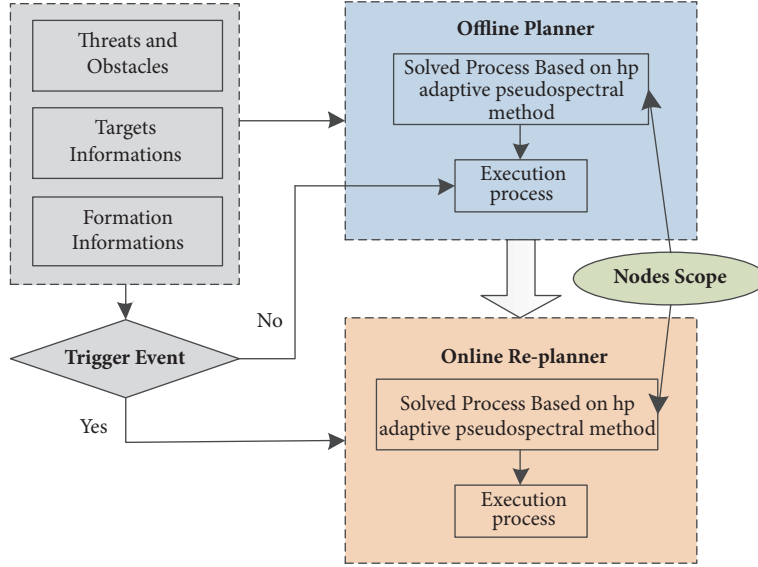 Threats and
Obstacles
Targets
Informations
Formation
Informations
Trigger Event
No
Yes
Offline Planner
Solved Process Based on hp
adaptive pseudospectral
method
Execution
process
Nodes Scope
Online Re-planner
Solved Process Based on hp
adaptive pseudospectral method
Execution
process